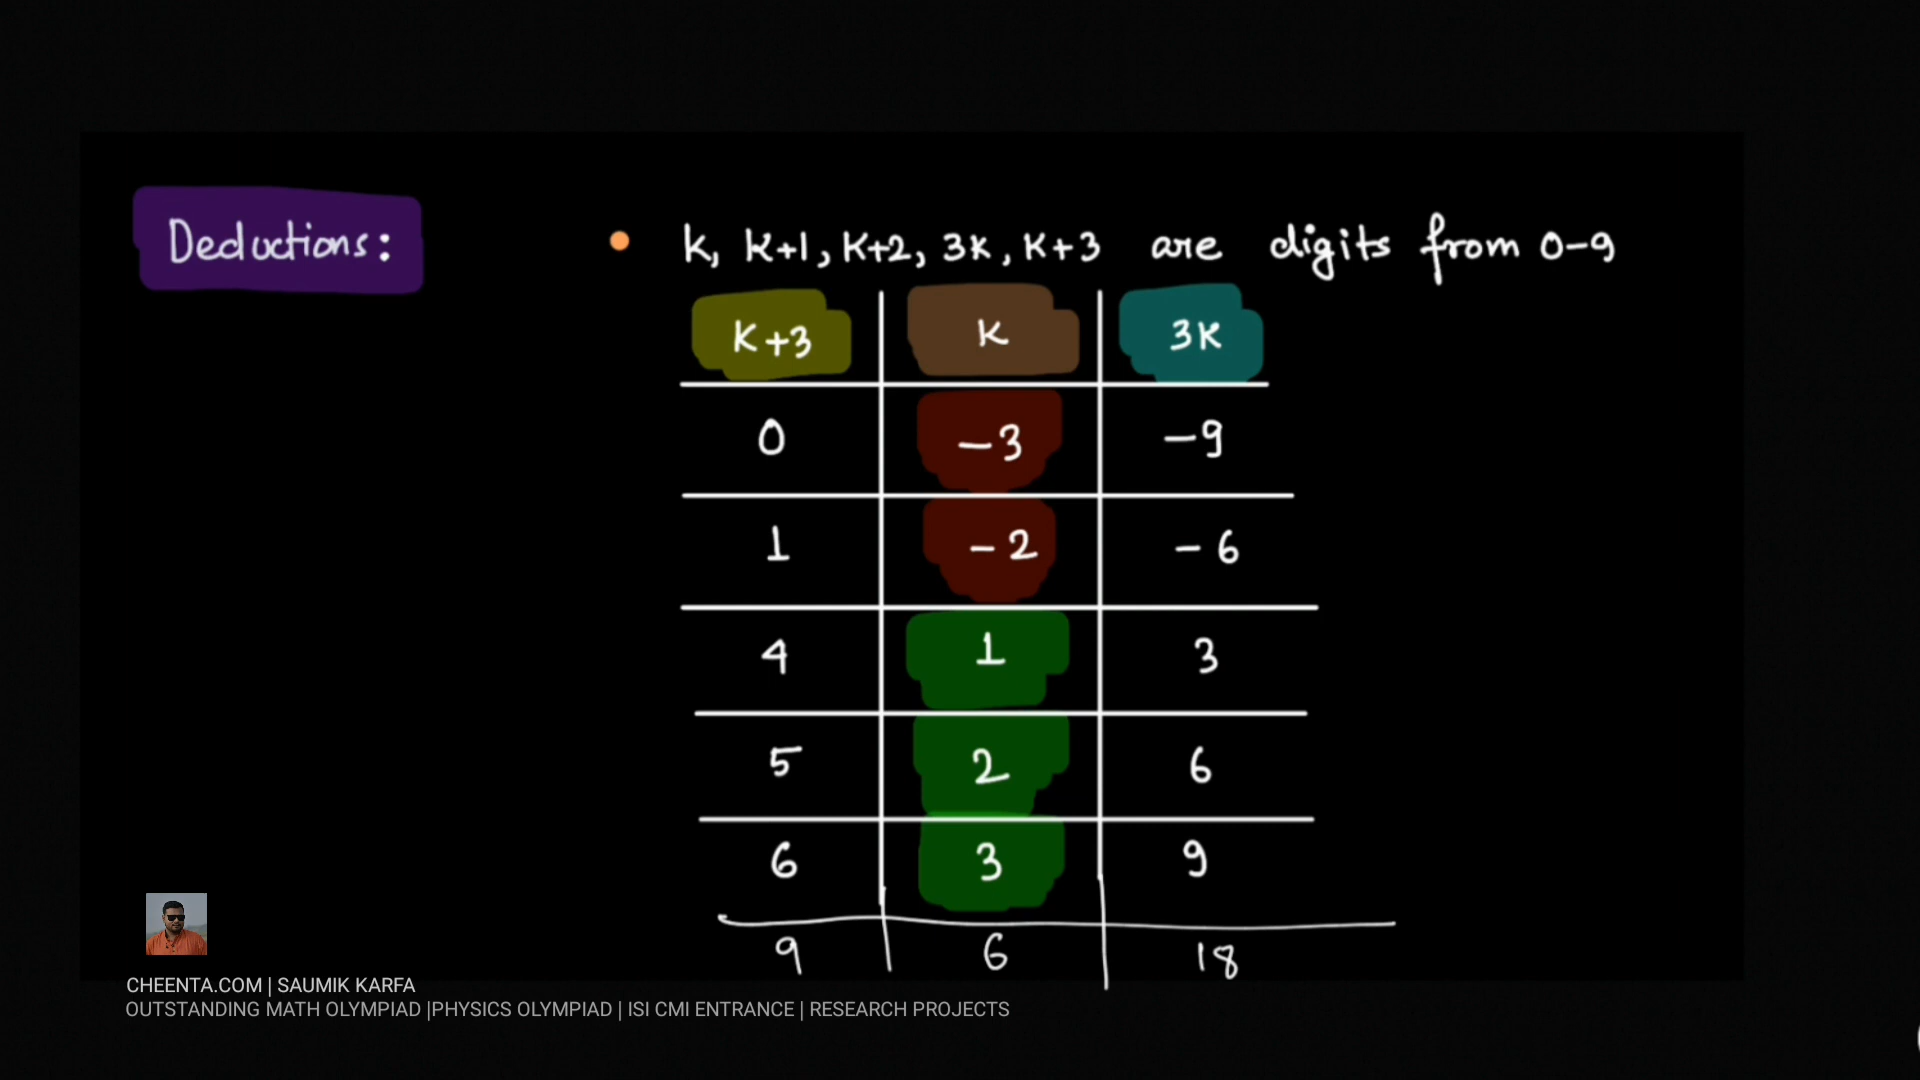 Deductions:
• k, k+1, k+2, 3k, k+3 are digits from 0-9
k+3 k 3k
0 -3 -9
1 -2 -6
4 1 3
5 2 6
6 3 9
9 6 18
CHEENTA.COM | SAUMIK KARFA
OUTSTANDING MATH OLYMPIAD |PHYSICS OLYMPIAD | ISI CMI ENTRANCE | RESEARCH PROJECTS